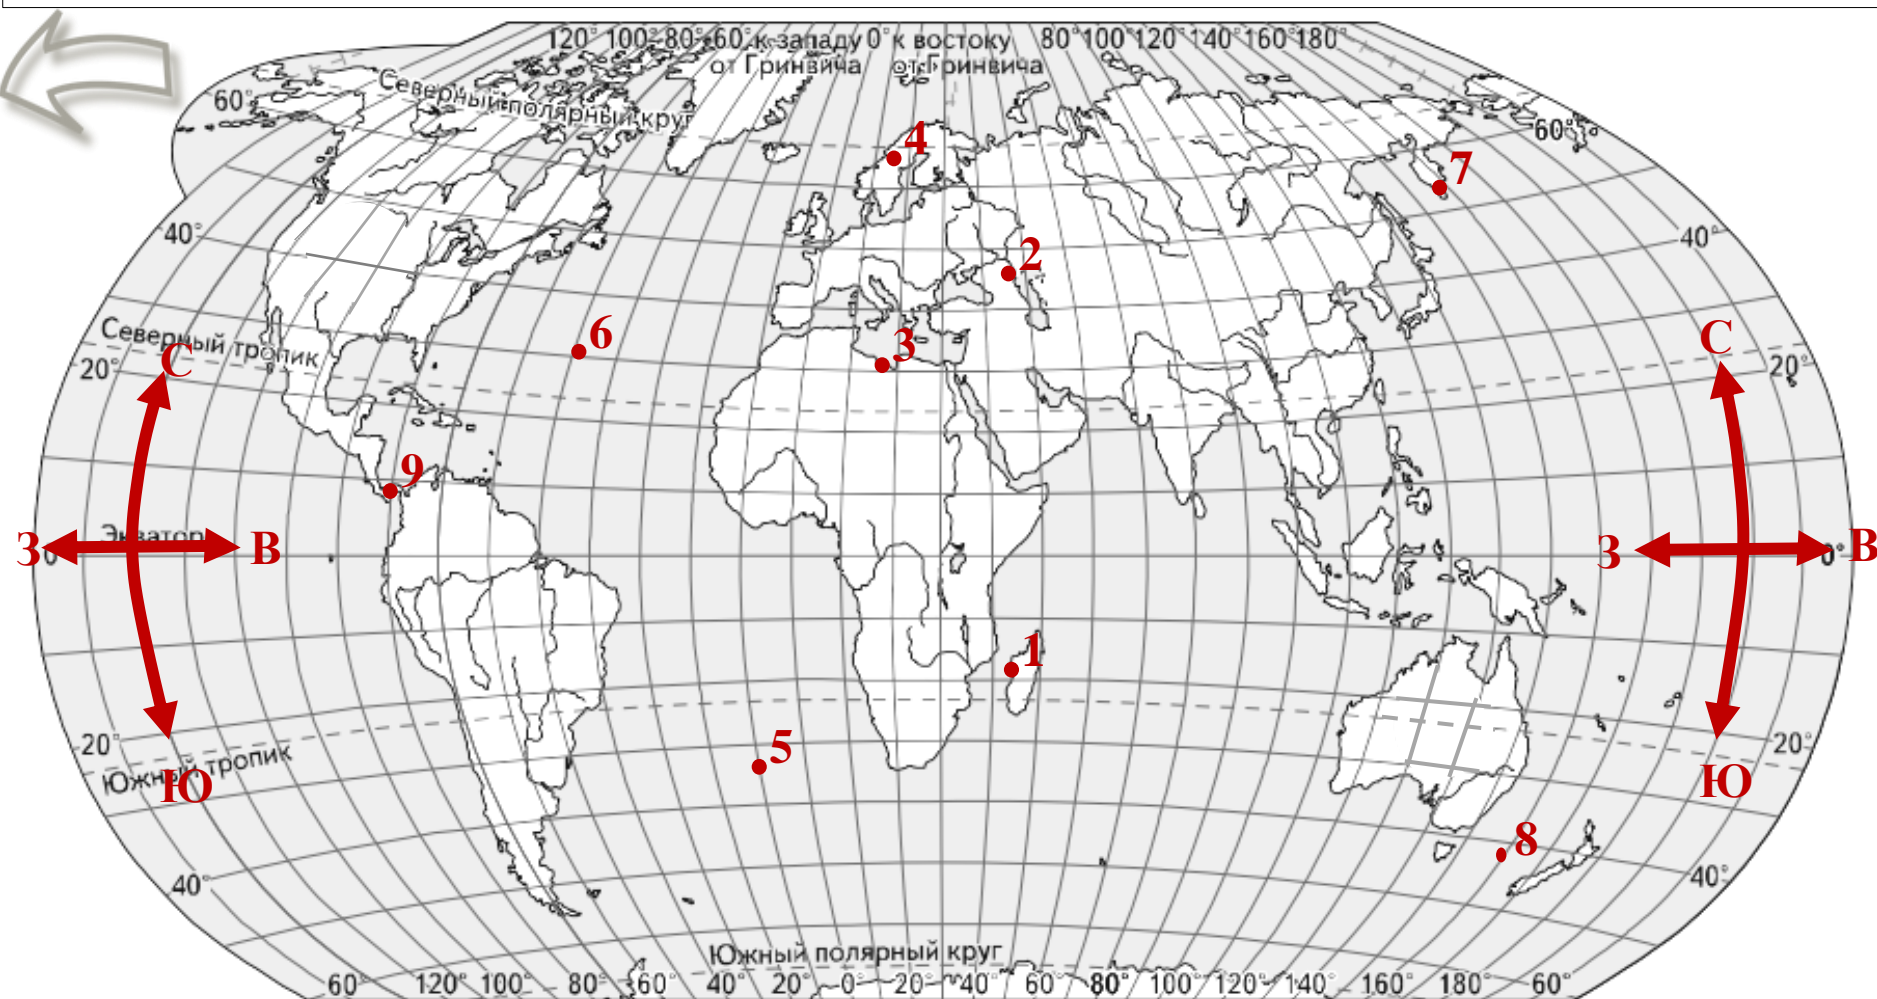 120° 100° 80° 60° к западу 0° к востоку 80° 100° 120° 140° 160° 180°
от Гринвича от Гринвича
Северный полярный круг
60° 60°
4
7
40° 40°
2
6
3
Северный тропик
С С
20° 20°
9
Экватор
З В З В
0° 0°
1
20° 20°
5
Южный тропик
Ю Ю
8
40° 40°
Южный полярный круг
60° 120° 100° 80° 60° 40° 20° 0° 20° 40° 60° 80° 100° 120° 140° 160° 180° 60°